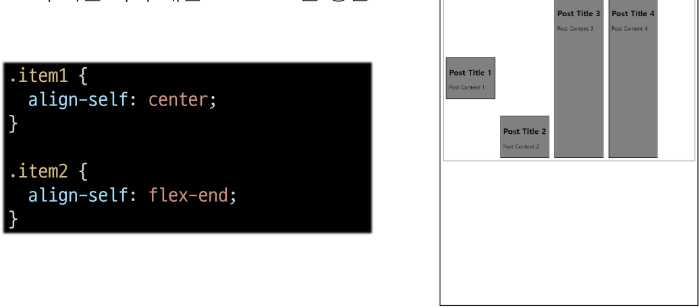 .item1 {
  align-self: center;
}
.item2 {
  align-self: flex-end;
}
Post Title 3
Post Title 4
Post Content 3
Post Content 4
Post Title 1
Post Content 1
Post Title 2
Post Content 2